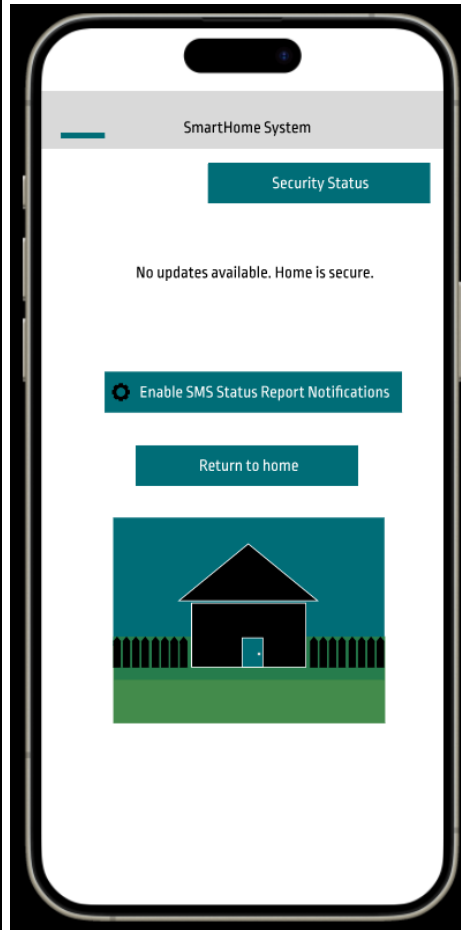 SmartHome System
Security Status
No updates available. Home is secure.
Enable SMS Status Report Notifications
Return to home